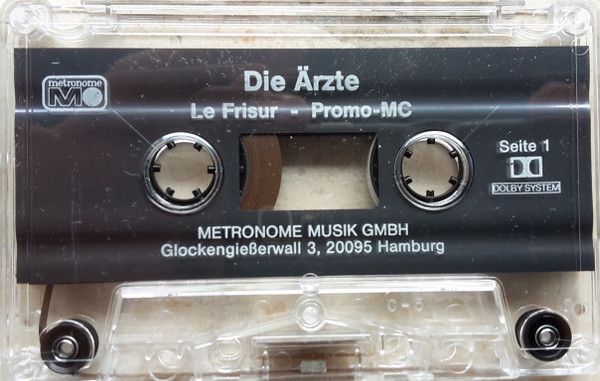 metronome
Die Ärzte
Le Frisur - Promo-MC
Seite 1
DOLBY SYSTEM
METRONOME MUSIK GMBH
Glockengießerwall 3, 20095 Hamburg